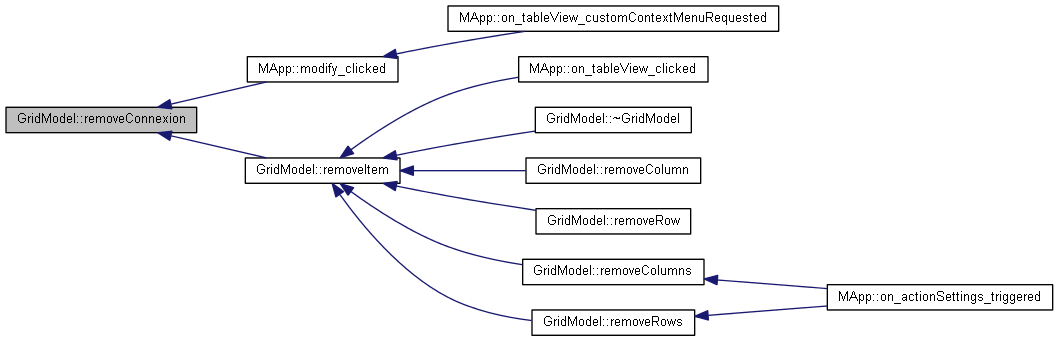 MApp::on_tableView_customContextMenuRequested
MApp::modify_clicked
MApp::on_tableView_clicked
GridModel::removeConnexion
GridModel::~GridModel
GridModel::removeItem
GridModel::removeColumn
GridModel::removeRow
GridModel::removeColumns
MApp::on_actionSettings_triggered
GridModel::removeRows